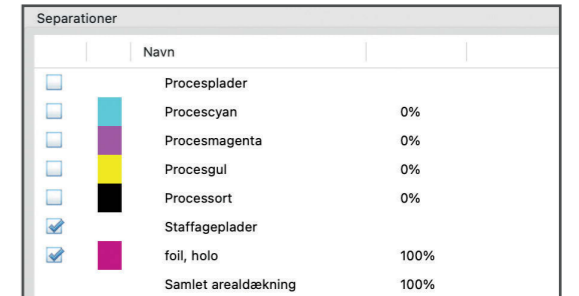 Separationer
Navn
Procesplader
Procescyan 0%
Procesmagenta 0%
Procesgul 0%
Processort 0%
Staffageplader
foil, holo 100%
Samlet arealdækning 100%